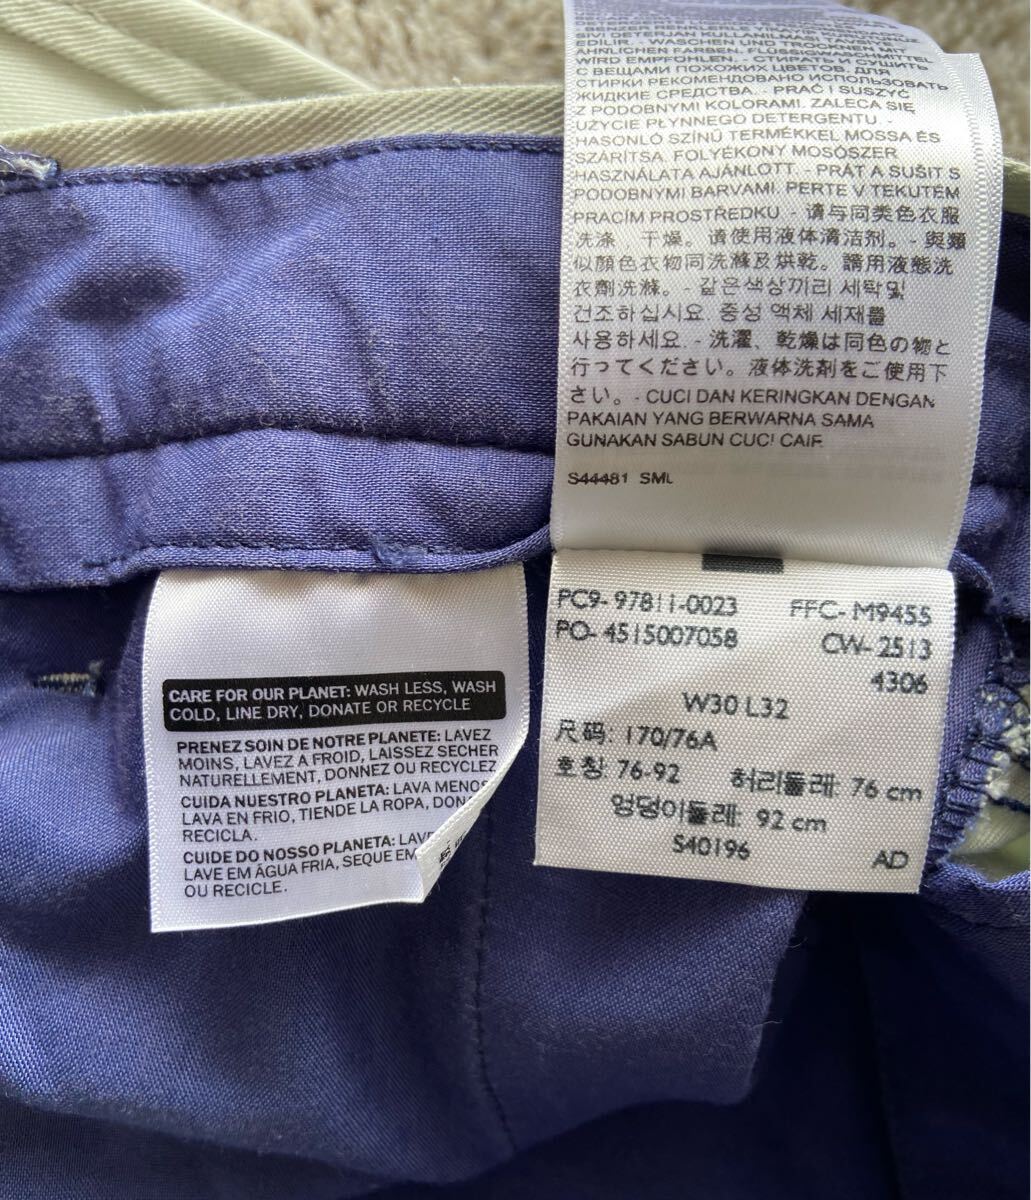 SIVI DETERJAN KULLANIL
EDİLİR. - WASCHEN UND TROCKNEN MIT
ÄHNLICHEN FARBEN. FLÜSSIGWASCHMITTEL
WIRD EMPFOHLEN. - СТИРАТЬ И СУШИТЬ
С ВЕЩАМИ ПОХОЖИХ ЦВЕТОВ. ДЛЯ
СТИРКИ РЕКОМЕНДОВАНО ИСПОЛЬЗОВАТЬ
ЖИДКИЕ СРЕДСТВА. - PRAĆ I SUSZYĆ
Z PODOBNYMI KOLORAMI. ZALECA SIĘ
UŻYCIE PŁYNNEGO DETERGENTU. -
HASONLÓ SZÍNŰ TERMÉKKEL MOSSA ÉS
SZÁRÍTSA. FOLYÉKONY MOSÓSZER
HASZNÁLATA AJÁNLOTT. - PRÁT A SUŠIT S
PODOBNÝMI BARVAMI. PERTE V TEKUTÉM
PRACÍM PROSTŘEDKU. - 请与同类色衣服
洗涤，干燥。请使用液体清洁剂。- 與類
似顏色衣物同洗滌及烘乾。請用液態洗
衣劑洗滌。- 같은색상끼리 세탁및
건조하십시요. 중성 액체 세재를
사용하세요. - 洗濯、乾燥は同色の物と
行ってください。液体洗剤をご使用下
さい。- CUCI DAN KERINGKAN DENGAN
PAKAIAN YANG BERWARNA SAMA
GUNAKAN SABUN CUCI CAIR.
S44481 SML
PC9- 97811-0023 FFC- M9455
PO- 4515007058 CW- 2513
4306
W30 L32
尺码: 170/76A
호칭: 76-92 허리둘레: 76 cm
엉덩이둘레: 92 cm
S40196 AD
CARE FOR OUR PLANET: WASH LESS, WASH
COLD, LINE DRY, DONATE OR RECYCLE
PRENEZ SOIN DE NOTRE PLANETE: LAVEZ
MOINS, LAVEZ A FROID, LAISSEZ SECHER
NATURELLEMENT, DONNEZ OU RECYCLEZ
CUIDA NUESTRO PLANETA: LAVA MENOS
LAVA EN FRIO, TIENDE LA ROPA, DON
RECICLA.
CUIDE DO NOSSO PLANETA: LAVE
LAVE EM ÁGUA FRIA, SEQUE EM
OU RECICLE.